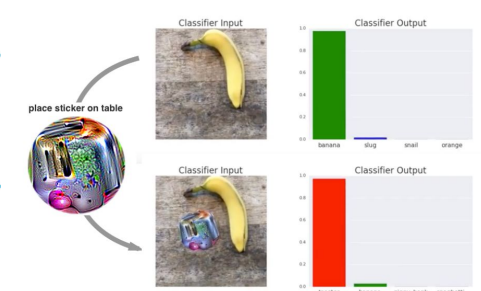 Classifier Input
Classifier Output
place sticker on table
1.0
0.8
0.6
0.4
0.2
0.0
banana slug snail orange
Classifier Input
Classifier Output
1.0
0.8
0.6
0.4
0.2
0.0